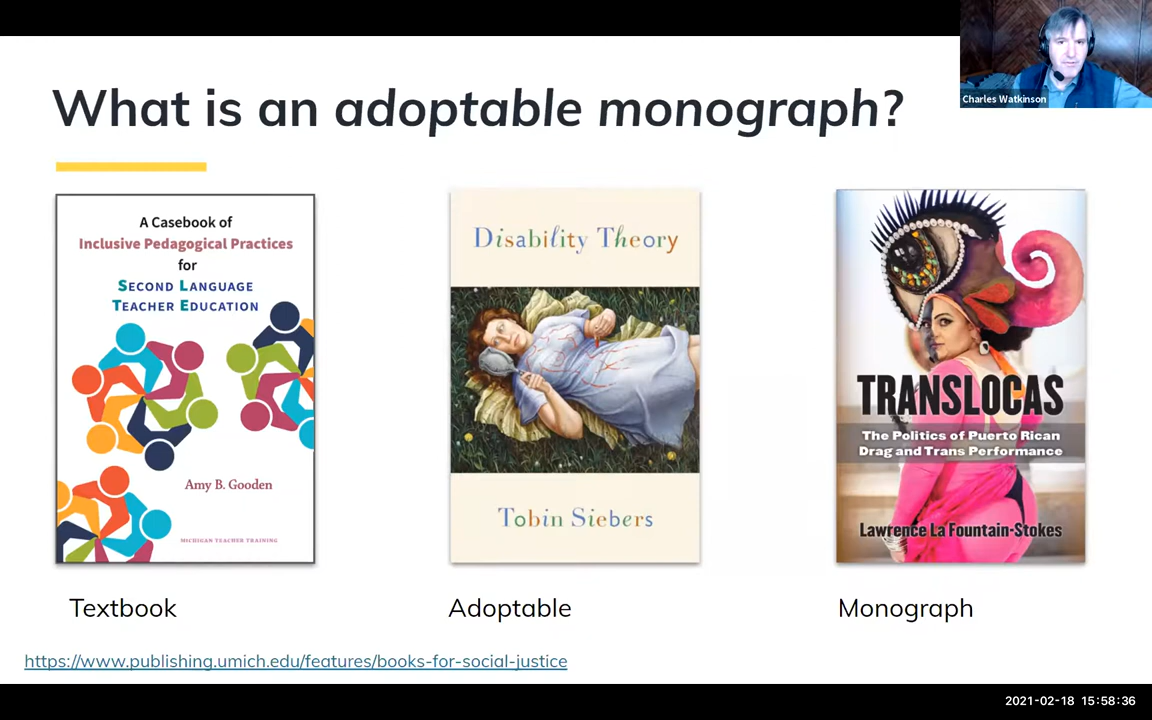 Charles Watkinson
What is an adoptable monograph?
A Casebook of
Inclusive Pedagogical Practices
for
SECOND LANGUAGE
TEACHER EDUCATION
Amy B. Gooden
MICHIGAN TEACHER TRAINING
Disability Theory
Tobin Siebers
TRANSLOCAS
The Politics of Puerto Rican
Drag and Trans Performance
Lawrence La Fountain-Stokes
Textbook
Adoptable
Monograph
https://www.publishing.umich.edu/features/books-for-social-justice
2021-02-18 15:58:36